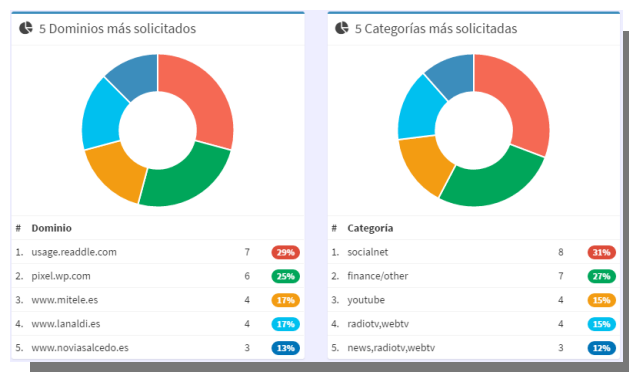 5 Dominios más solicitados
# Dominio
1. usage.readdle.com 7 29%
2. pixel.wp.com 6 25%
3. www.mitele.es 4 17%
4. www.lanaldi.es 4 17%
5. www.noviasalcedo.es 3 13%
5 Categorías más solicitadas
# Categoría
1. socialnet 8 31%
2. finance/other 7 27%
3. youtube 4 15%
4. radiotv,webtv 4 15%
5. news,radiotv,webtv 3 12%